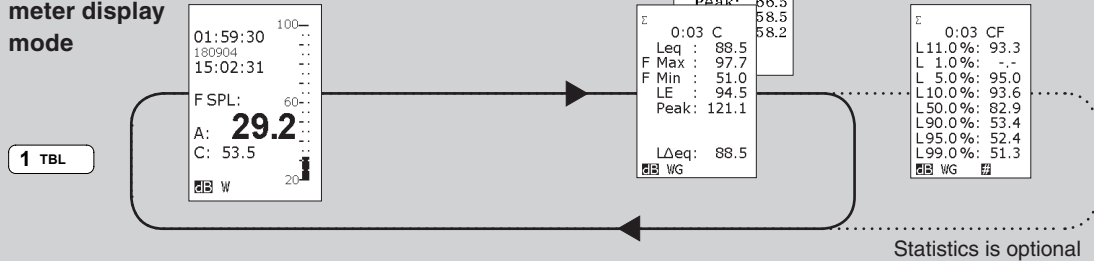 meter display
mode
1 TBL
100
01:59:30
180904
15:02:31
F SPL:
60
A: 29.2
C: 53.5
20
dB W
Peak: 56.5
58.5
58.2
Σ
0:03 C
Leq : 88.5
F Max : 97.7
F Min : 51.0
LE : 94.5
Peak: 121.1
LΔeq: 88.5
dB WG
Σ
0:03 CF
L11.0%: 93.3
L 1.0%: -.-
L 5.0%: 95.0
L10.0%: 93.6
L50.0%: 82.9
L90.0%: 53.4
L95.0%: 52.4
L99.0%: 51.3
dB WG #
Statistics is optional